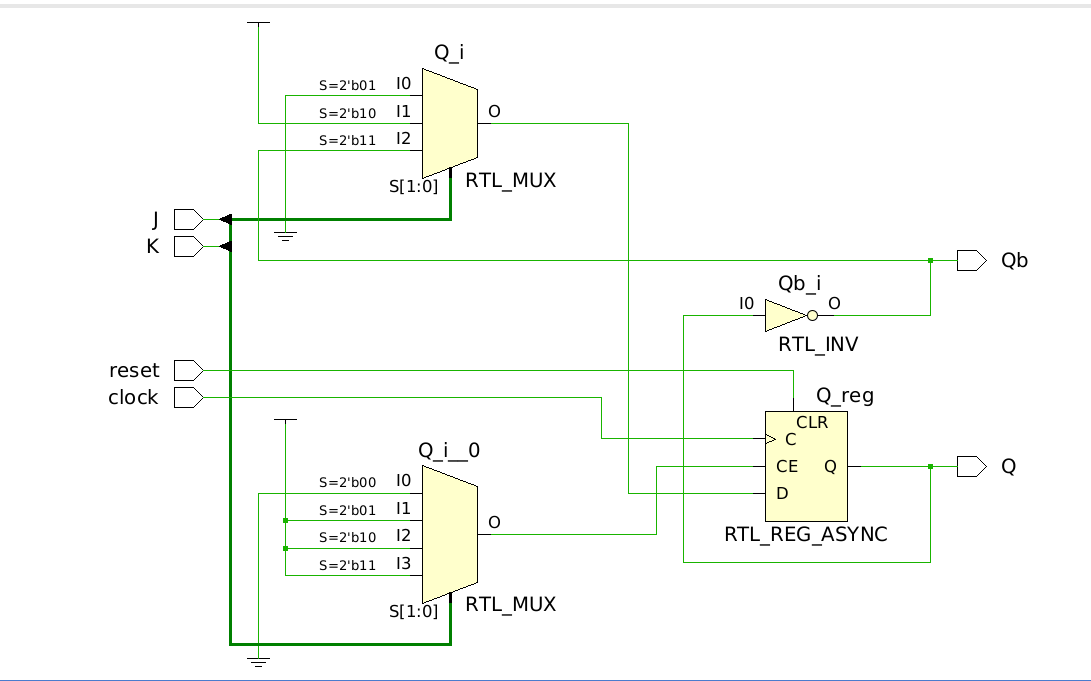 Q_i
S=2'b01 I0
S=2'b10 I1 O
S=2'b11 I2
S[1:0] RTL_MUX
J
K
Qb
Qb_i
I0 O
RTL_INV
reset
clock
Q_reg
CLR
C
CE Q
D
Q
RTL_REG_ASYNC
Q_i__0
S=2'b00 I0
S=2'b01 I1
S=2'b10 I2 O
S=2'b11 I3
S[1:0] RTL_MUX